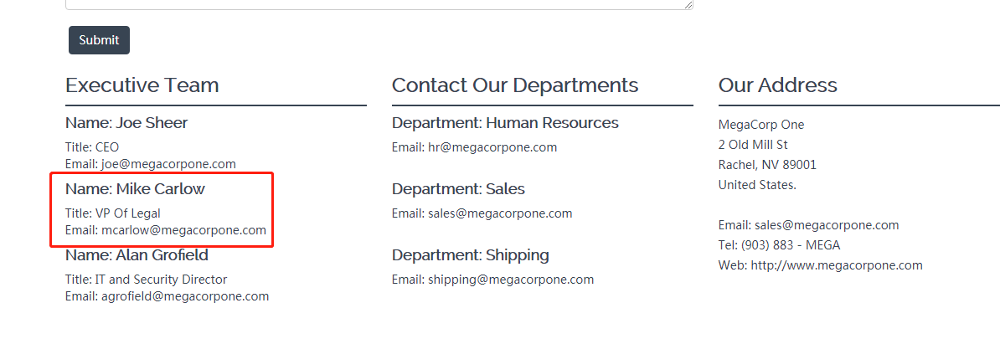 Submit
Executive Team
Name: Joe Sheer
Title: CEO
Email: joe@megacorpone.com
Name: Mike Carlow
Title: VP Of Legal
Email: mcarlow@megacorpone.com
Name: Alan Grofield
Title: IT and Security Director
Email: agrofield@megacorpone.com
Contact Our Departments
Department: Human Resources
Email: hr@megacorpone.com
Department: Sales
Email: sales@megacorpone.com
Department: Shipping
Email: shipping@megacorpone.com
Our Address
MegaCorp One
2 Old Mill St
Rachel, NV 89001
United States.
Email: sales@megacorpone.com
Tel: (903) 883 - MEGA
Web: http://www.megacorpone.com